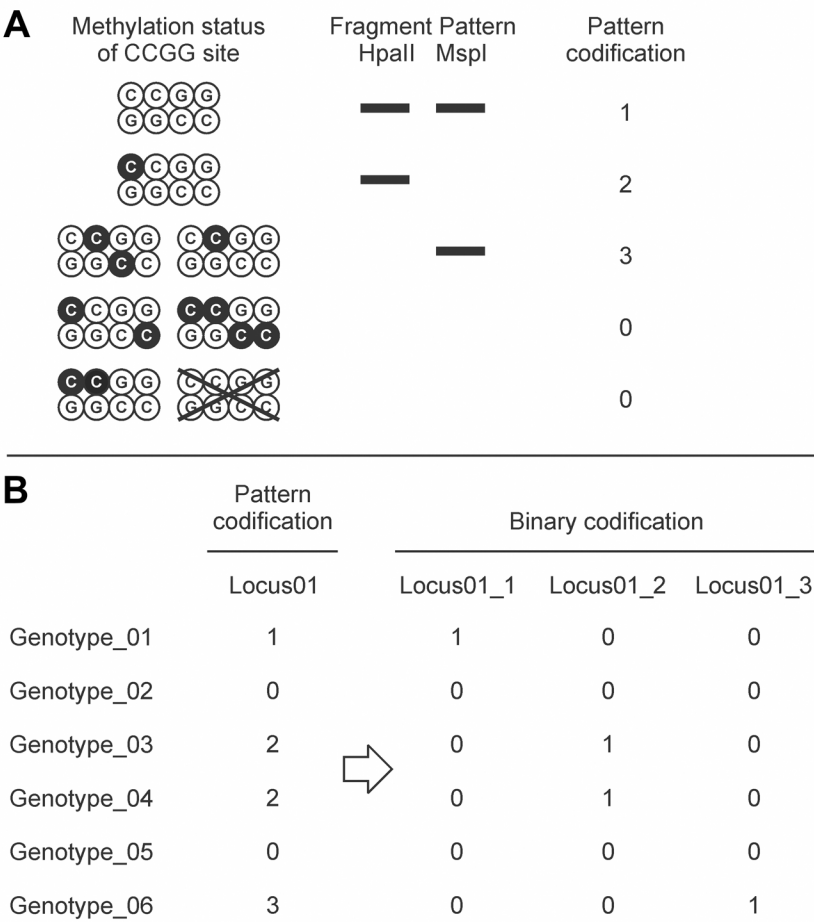 A
Methylation status Fragment Pattern Pattern
of CCGG site HpaII MspI codification
C C G G
G G C C 1
C C G G
G G C C 2
C C G G C C G G
G G C C G G C C 3
C C G G C C G G
G G C C G G C C 0
C C G G C C G G
G G C C G G C C 0
B
Pattern
codification Binary codification
Locus01 Locus01_1 Locus01_2 Locus01_3
Genotype_01 1 1 0 0
Genotype_02 0 0 0 0
Genotype_03 2 0 1 0
Genotype_04 2 0 1 0
Genotype_05 0 0 0 0
Genotype_06 3 0 0 1